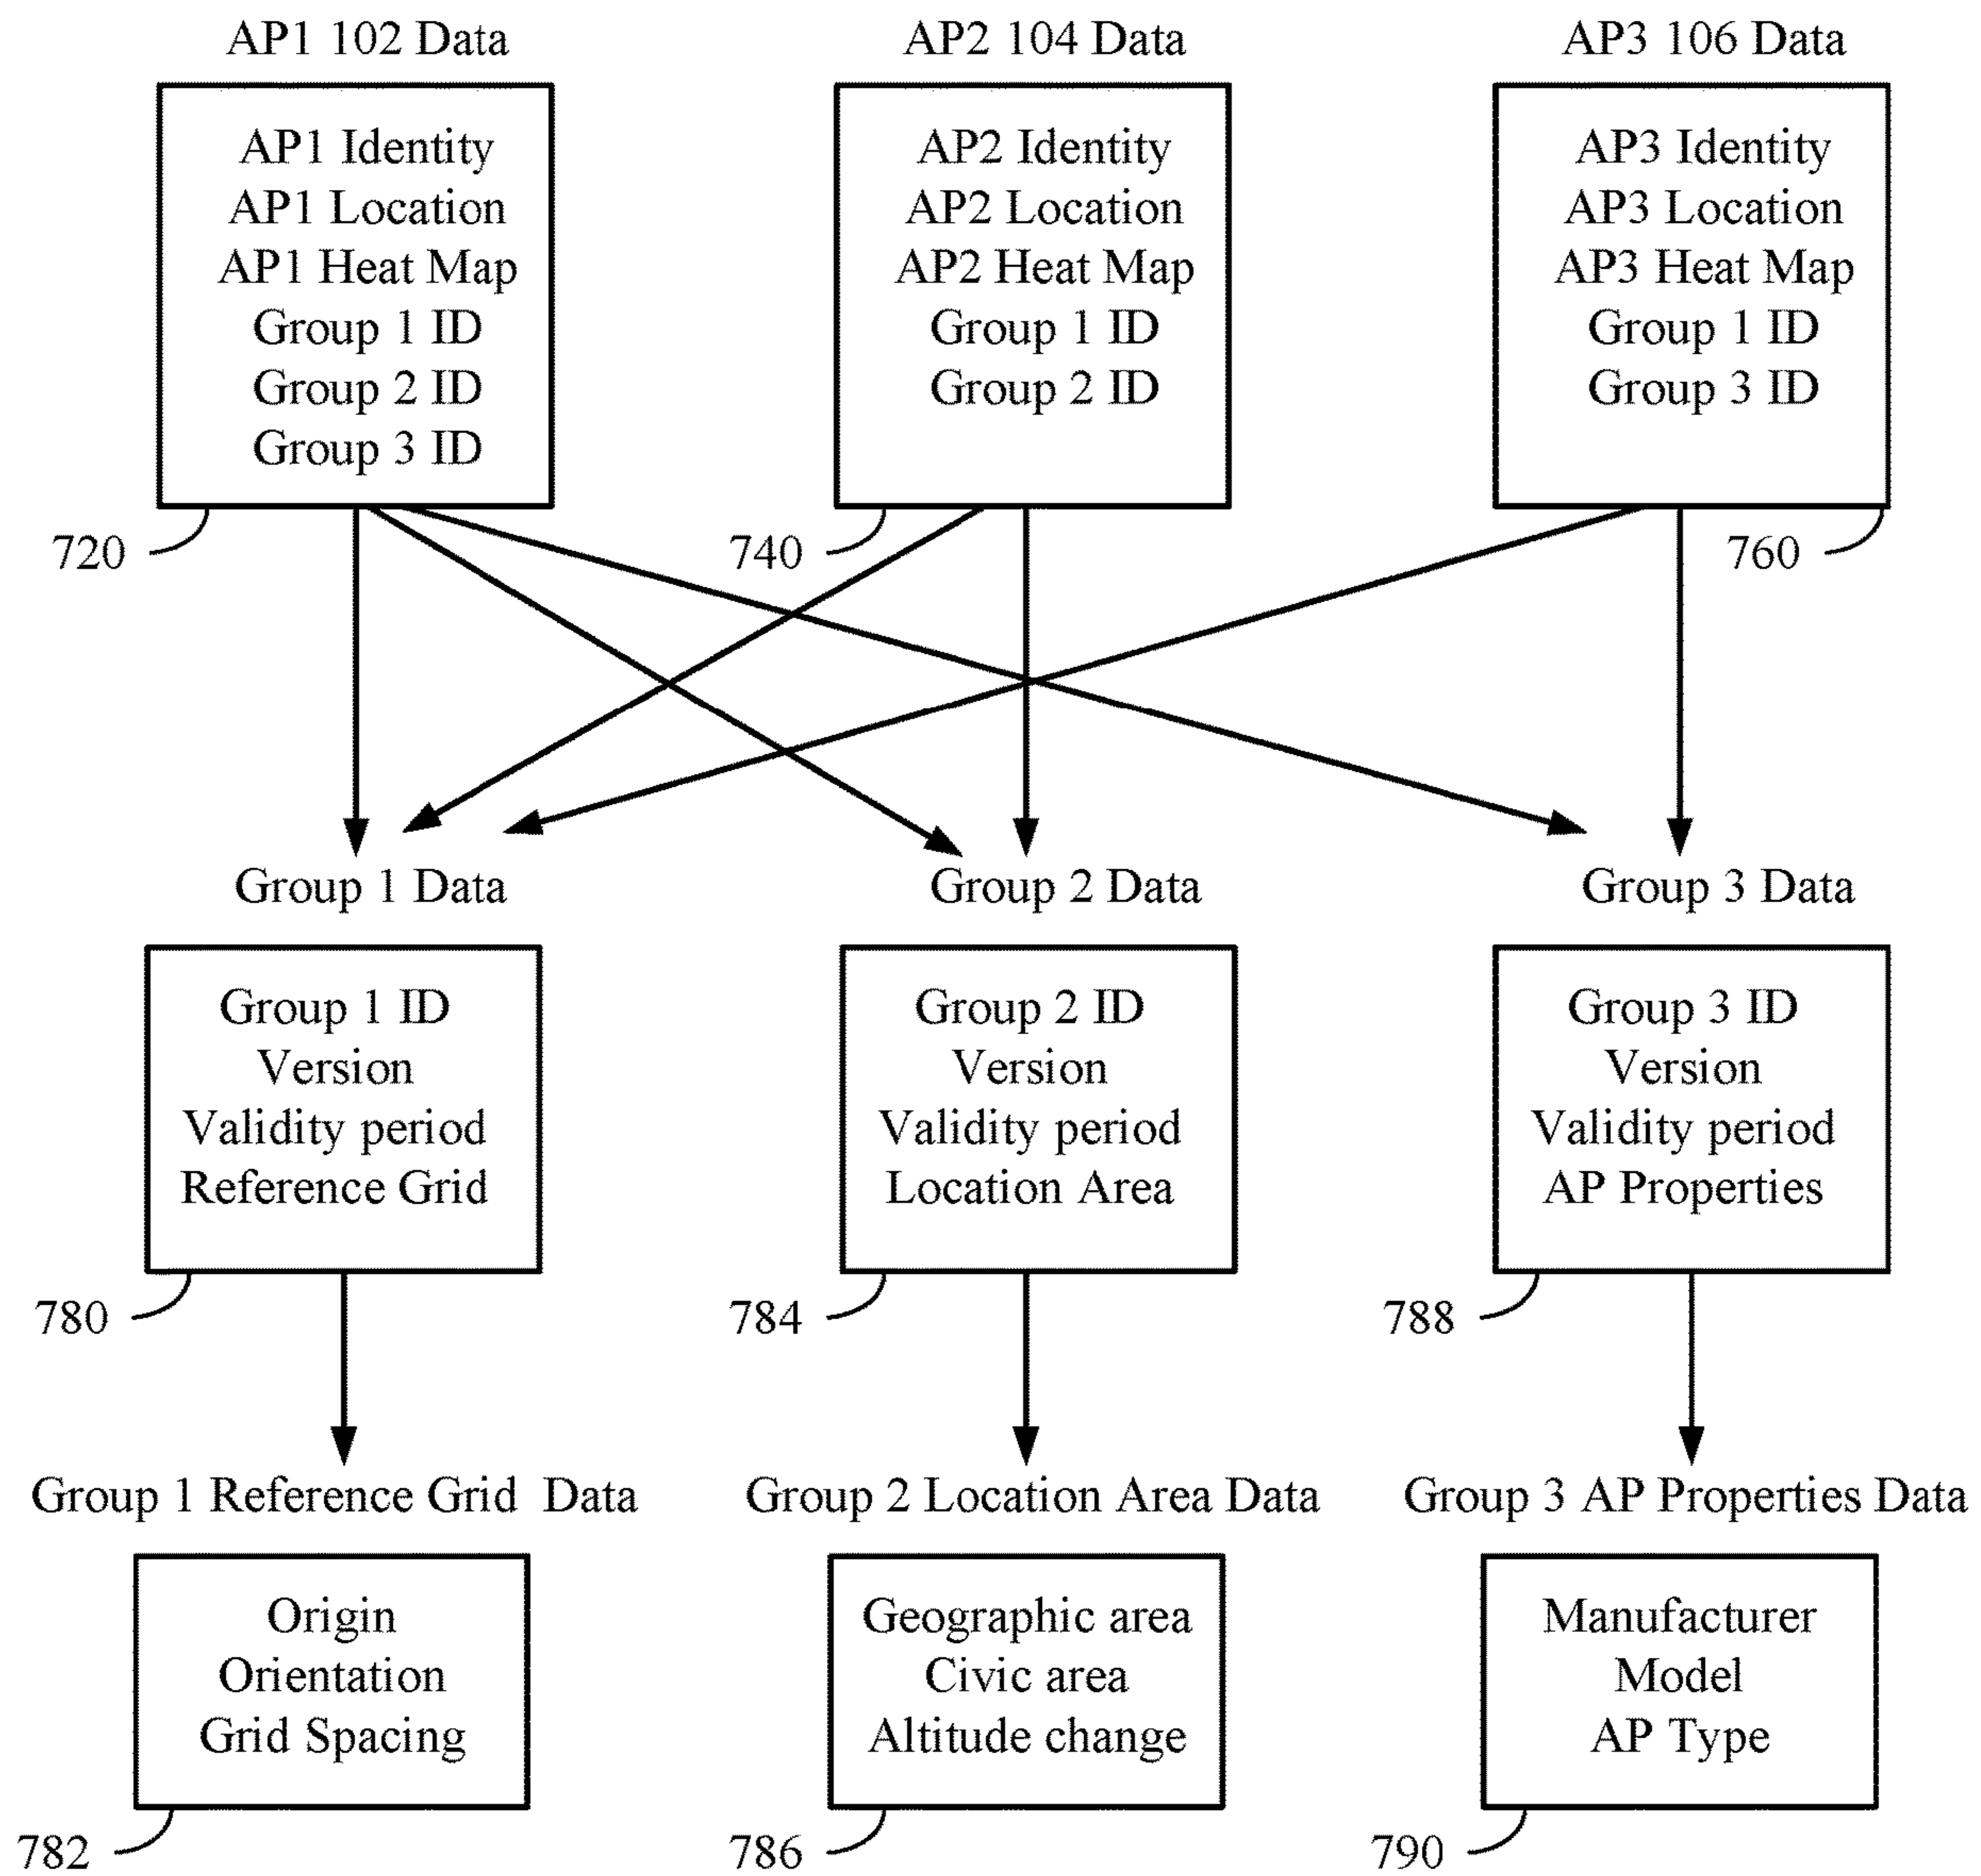 AP1 102 Data
AP1 Identity
AP1 Location
AP1 Heat Map
Group 1 ID
Group 2 ID
Group 3 ID
720
AP2 104 Data
AP2 Identity
AP2 Location
AP2 Heat Map
Group 1 ID
Group 2 ID
740
AP3 106 Data
AP3 Identity
AP3 Location
AP3 Heat Map
Group 1 ID
Group 3 ID
760
Group 1 Data
Group 1 ID
Version
Validity period
Reference Grid
780
Group 2 Data
Group 2 ID
Version
Validity period
Location Area
784
Group 3 Data
Group 3 ID
Version
Validity period
AP Properties
788
Group 1 Reference Grid Data
Origin
Orientation
Grid Spacing
782
Group 2 Location Area Data
Geographic area
Civic area
Altitude change
786
Group 3 AP Properties Data
Manufacturer
Model
AP Type
790